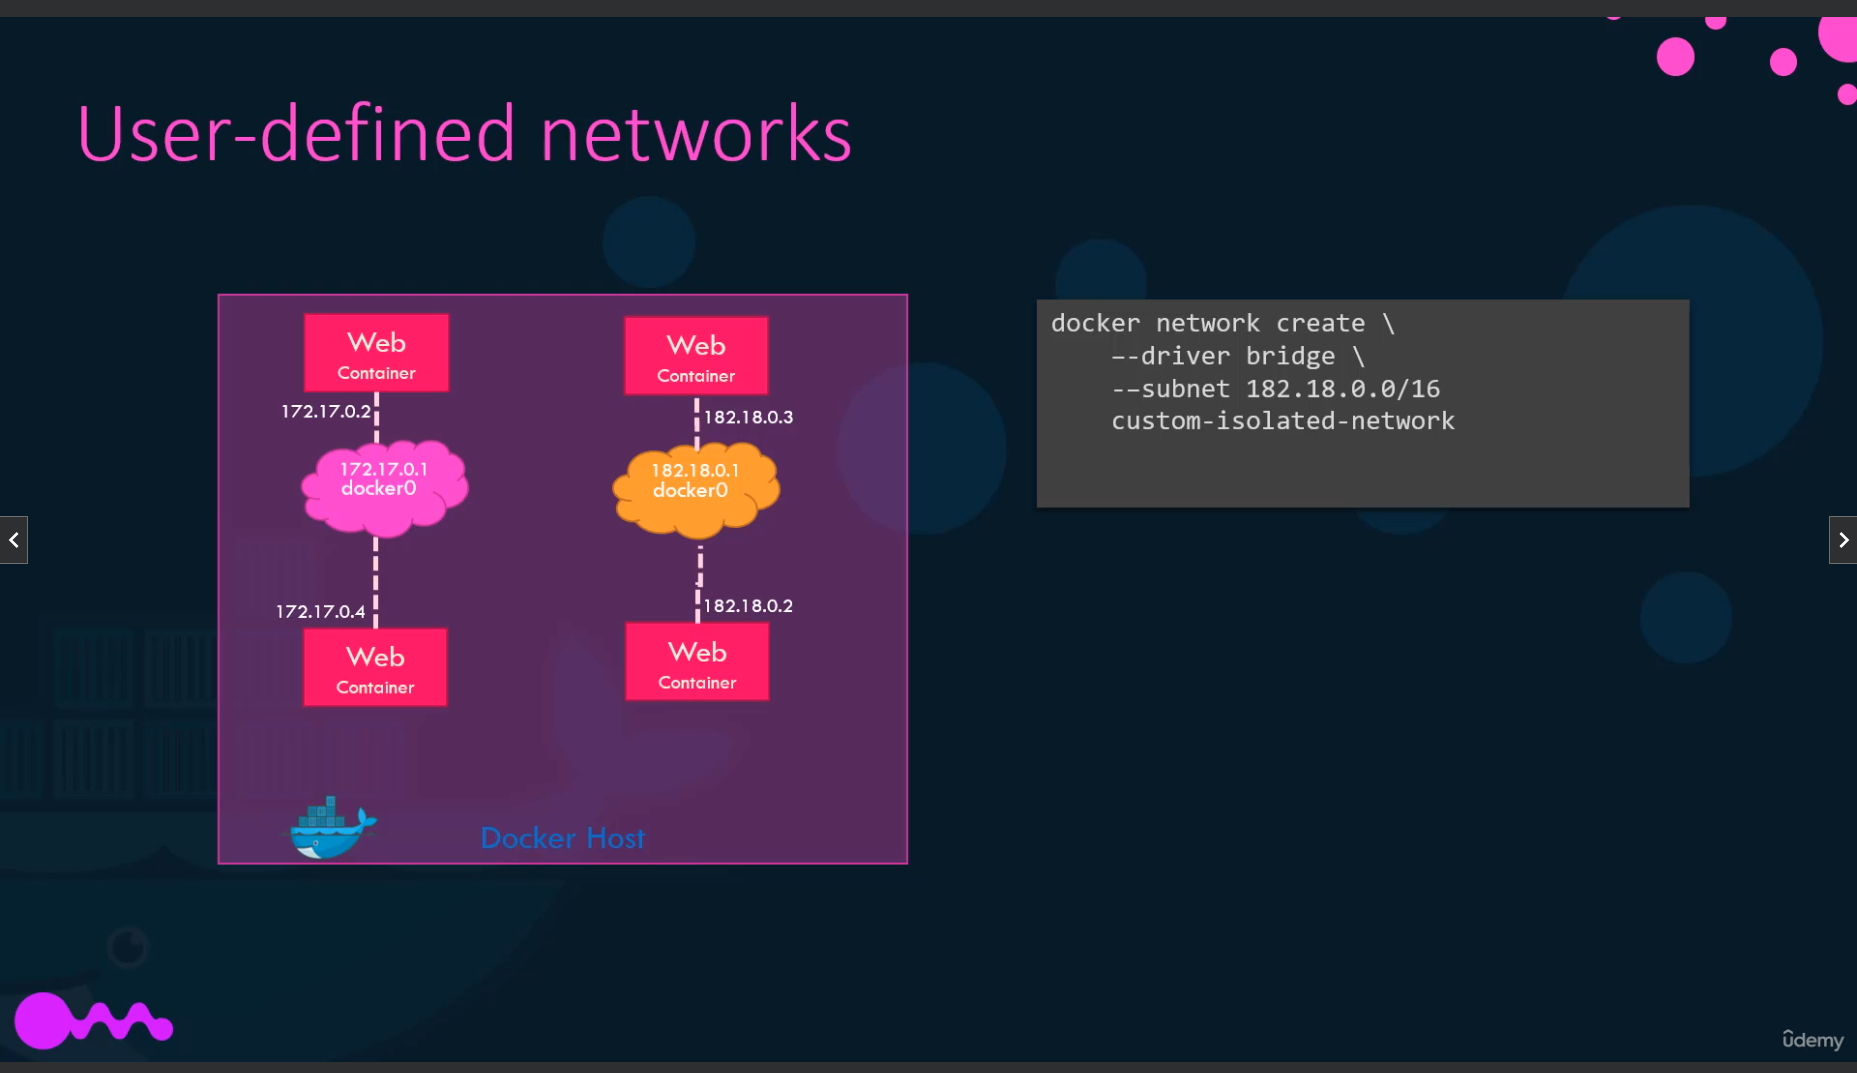 User-defined networks
Web
Container
172.17.0.2
172.17.0.1
docker0
172.17.0.4
Web
Container
Web
Container
182.18.0.3
182.18.0.1
docker0
182.18.0.2
Web
Container
Docker Host
docker network create \
–-driver bridge \
-–subnet 182.18.0.0/16
custom-isolated-network
ûdemy